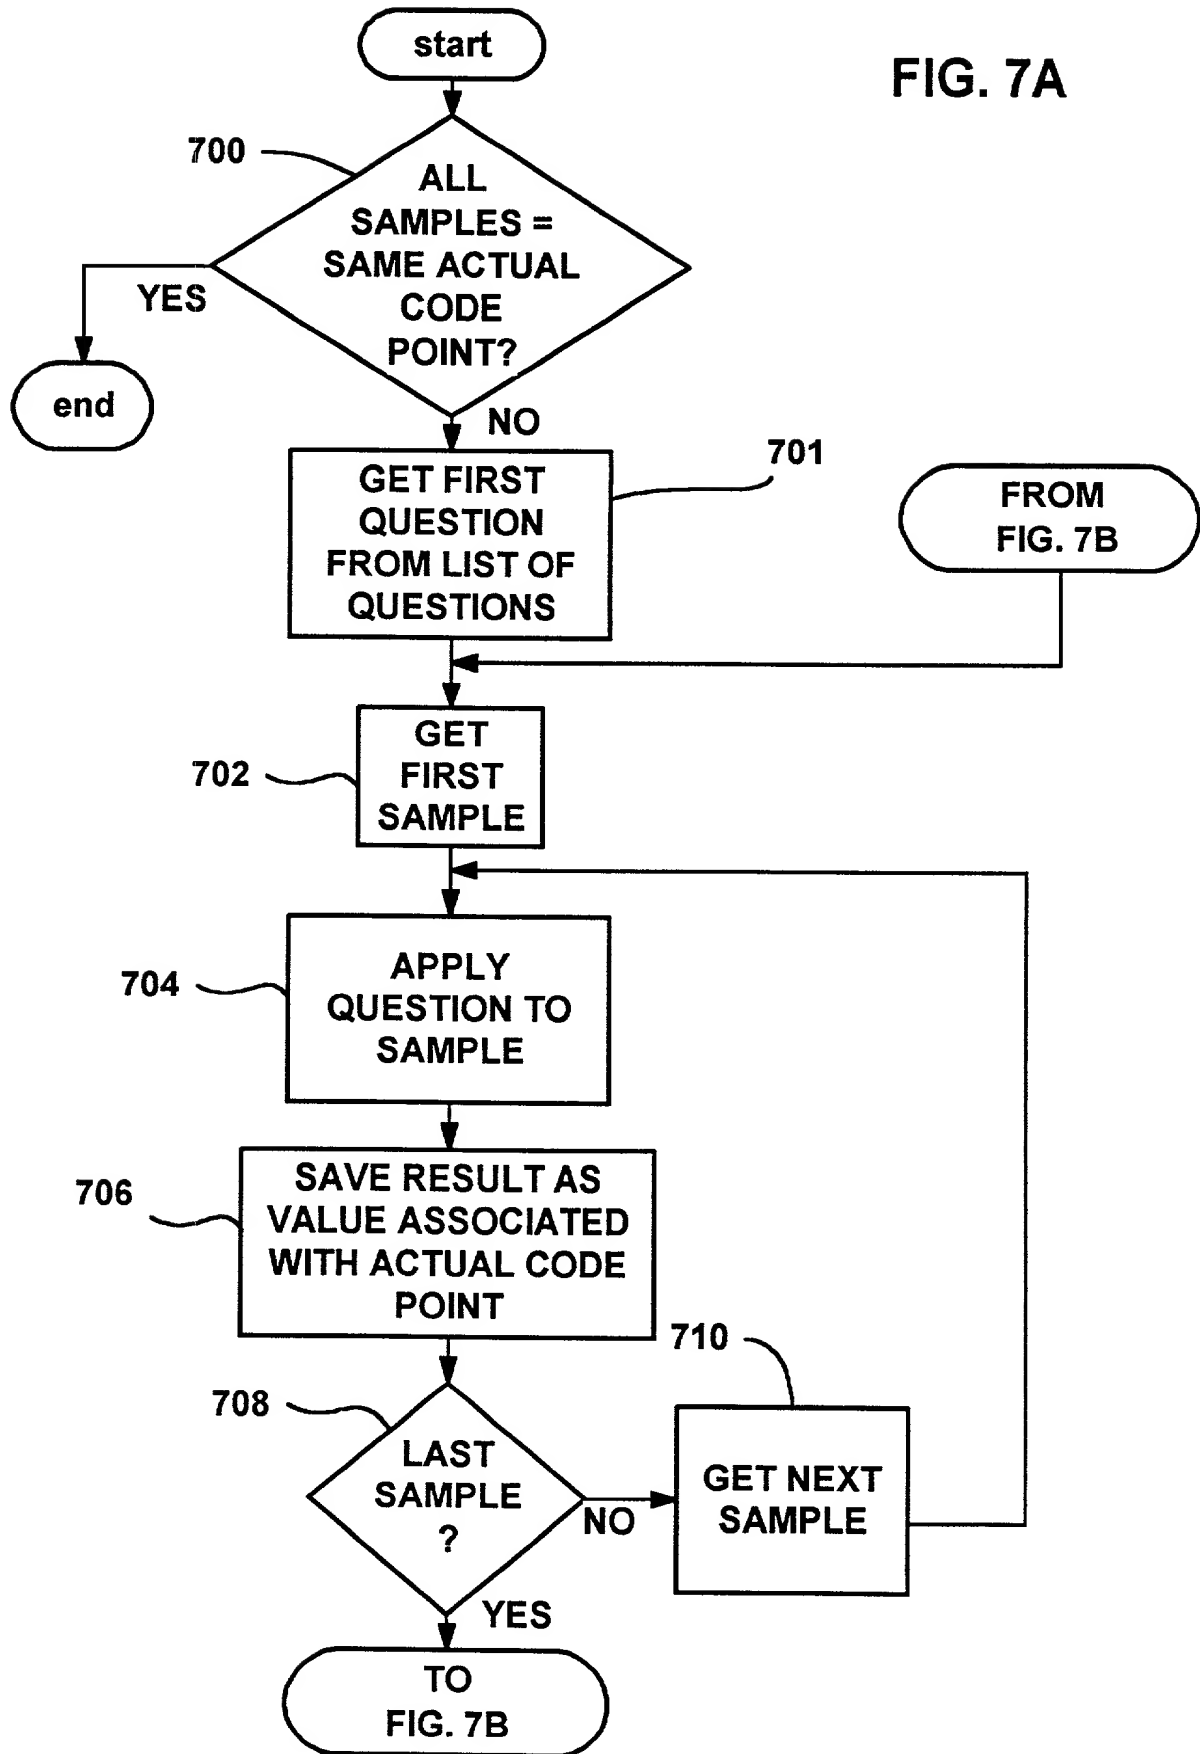 start
FIG. 7A
700
ALL
SAMPLES =
SAME ACTUAL
CODE
POINT?
YES
end
NO
701
GET FIRST
QUESTION
FROM LIST OF
QUESTIONS
FROM
FIG. 7B
702
GET
FIRST
SAMPLE
704
APPLY
QUESTION TO
SAMPLE
706
SAVE RESULT AS
VALUE ASSOCIATED
WITH ACTUAL CODE
POINT
708
LAST
SAMPLE
?
NO
710
GET NEXT
SAMPLE
YES
TO
FIG. 7B